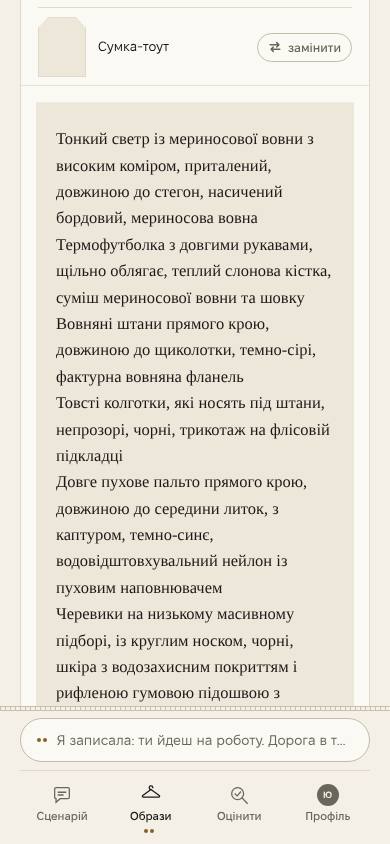 Сумка-тоут
замінити
Тонкий светр із мериносової вовни з
високим коміром, приталений,
довжиною до стегон, насичений
бордовий, мериносова вовна
Термофутболка з довгими рукавами,
щільно облягає, теплий слонова кістка,
суміш мериносової вовни та шовку
Вовняні штани прямого крою,
довжиною до щиколотки, темно-сірі,
фактурна вовняна фланель
Товсті колготки, які носять під штани,
непрозорі, чорні, трикотаж на флісовій
підкладці
Довге пухове пальто прямого крою,
довжиною до середини литок, з
каптуром, темно-синє,
водовідштовхувальний нейлон із
пуховим наповнювачем
Черевики на низькому масивному
підборі, із круглим носком, чорні,
шкіра з водозахисним покриттям і
рифленою гумовою підошвою з
Я записала: ти йдеш на роботу. Дорога в т...
Сценарій
Образи
Оцінити
Ю
Профіль